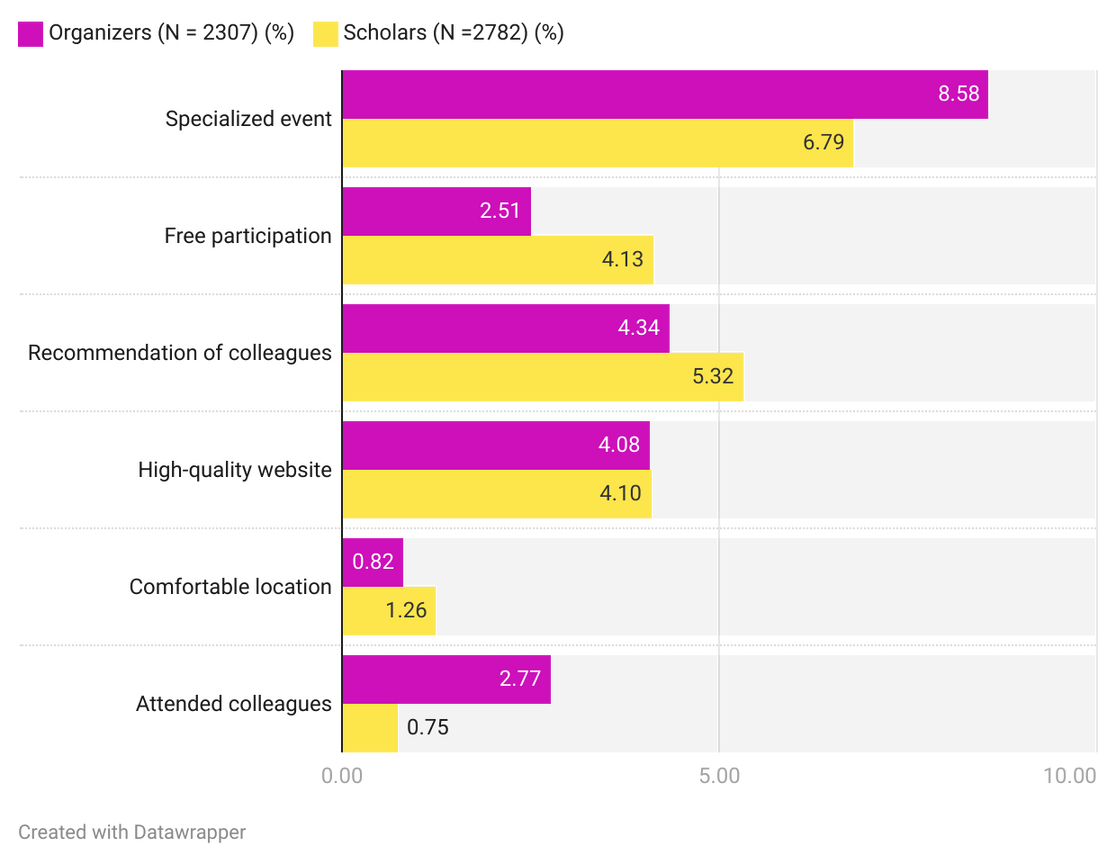 Organizers (N = 2307) (%) Scholars (N =2782) (%)
Specialized event
8.58
6.79
Free participation
2.51
4.13
Recommendation of colleagues
4.34
5.32
High-quality website
4.08
4.10
Comfortable location
0.82
1.26
Attended colleagues
2.77
0.75
0.00 5.00 10.00
Created with Datawrapper